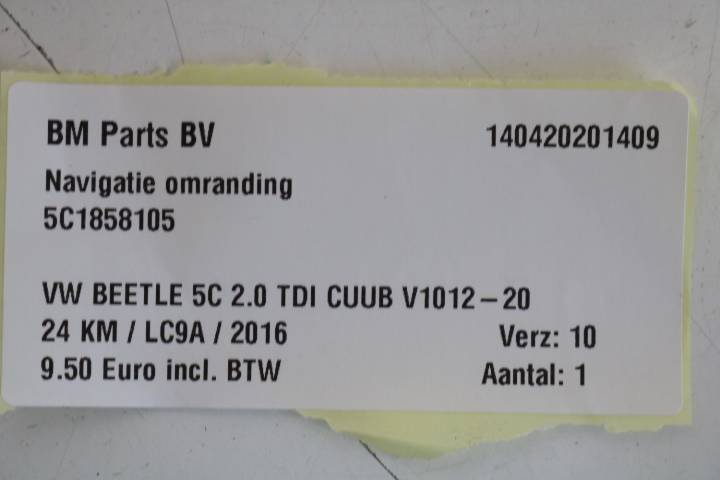 BM Parts BV 140420201409
Navigatie omranding
5C1858105
VW BEETLE 5C 2.0 TDI CUUB V1012-20
24 KM / LC9A / 2016 Verz: 10
9.50 Euro incl. BTW Aantal: 1